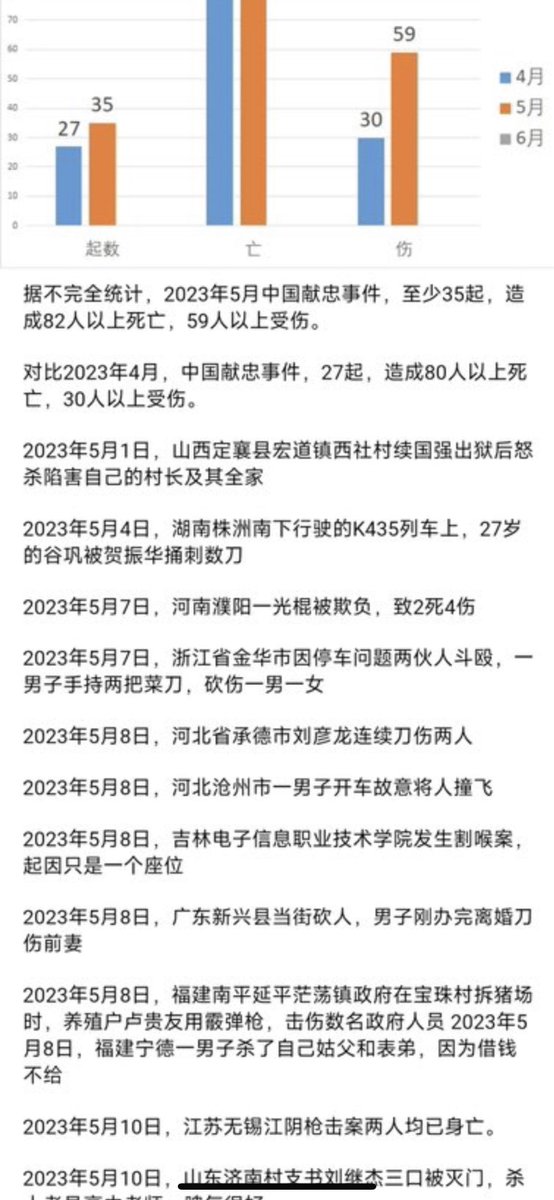 70
60
50
40
30
20
10
0
27
35
30
59
起数
亡
伤
4月
5月
6月
据不完全统计，2023年5月中国献忠事件，至少35起，造
成82人以上死亡，59人以上受伤。
对比2023年4月，中国献忠事件，27起，造成80人以上死
亡，30人以上受伤。
2023年5月1日，山西定襄县宏道镇西社村续国强出狱后怒
杀陷害自己的村长及其全家
2023年5月4日，湖南株洲南下行驶的K435列车上，27岁
的谷巩被贺振华捅刺数刀
2023年5月7日，河南濮阳一光棍被欺负，致2死4伤
2023年5月7日，浙江省金华市因停车问题两伙人斗殴，一
男子手持两把菜刀，砍伤一男一女
2023年5月8日，河北省承德市刘彦龙连续刀伤两人
2023年5月8日，河北沧州市一男子开车故意将人撞飞
2023年5月8日，吉林电子信息职业技术学院发生割喉案，
起因只是一个座位
2023年5月8日，广东新兴县当街砍人，男子刚办完离婚刀
伤前妻
2023年5月8日，福建南平延平茫荡镇政府在宝珠村拆猪场
时，养殖户卢贵友用霰弹枪，击伤数名政府人员 2023年5
月8日，福建宁德一男子杀了自己姑父和表弟，因为借钱
不给
2023年5月10日，江苏无锡江阴枪击案两人均已身亡。
2023年5月10日，山东济南村支书刘继杰三口被灭门，杀